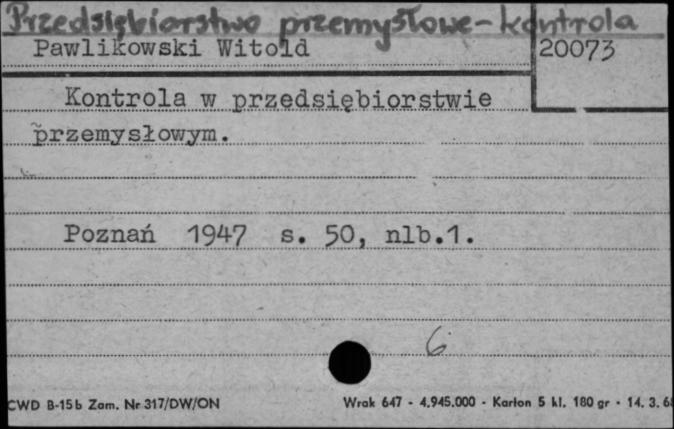 Przedsiębiorstwo przemysłowe - kontrola
Pawlikowski Witold 20073
Kontrola w przedsiębiorstwie
przemysłowym.
Poznań 1947 s. 50, nlb.1.
6
CWD B-15b Zam. Nr 317/DW/ON Wrak 647 - 4.945.000 - Karton 5 kl. 180 gr - 14. 3. 6